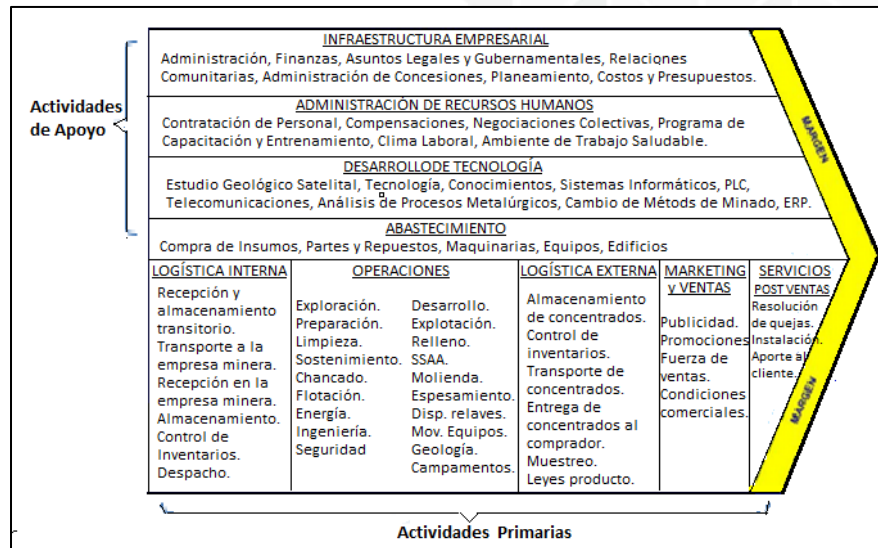 INFRAESTRUCTURA EMPRESARIAL
Administración, Finanzas, Asuntos Legales y Gubernamentales, Relaciones
Comunitarias, Administración de Concesiones, Planeamiento, Costos y Presupuestos.
Actividades
de Apoyo
ADMINISTRACIÓN DE RECURSOS HUMANOS
Contratación de Personal, Compensaciones, Negociaciones Colectivas, Programa de
Capacitación y Entrenamiento, Clima Laboral, Ambiente de Trabajo Saludable.
DESARROLLODE TECNOLOGÍA
Estudio Geológico Satelital, Tecnología, Conocimientos, Sistemas Informáticos, PLC,
Telecomunicaciones, Análisis de Procesos Metalúrgicos, Cambio de Métods de Minado, ERP.
ABASTECIMIENTO
Compra de Insumos, Partes y Repuestos, Maquinarias, Equipos, Edificios
MARGEN
LOGÍSTICA INTERNA
Recepción y
almacenamiento
transitorio.
Transporte a la
empresa minera.
Recepción en la
empresa minera.
Almacenamiento.
Control de
Inventarios.
Despacho.
OPERACIONES
Exploración.
Preparación.
Limpieza.
Sostenimiento.
Chancado.
Flotación.
Energía.
Ingeniería.
Seguridad
Desarrollo.
Explotación.
Relleno.
SSAA.
Molienda.
Espesamiento.
Disp. relaves.
Mov. Equipos.
Geología.
Campamentos.
LOGÍSTICA EXTERNA
Almacenamiento
de concentrados.
Control de
inventarios.
Transporte de
concentrados.
Entrega de
concentrados al
comprador.
Muestreo.
Leyes producto.
MARKETING
y VENTAS
Publicidad.
Promociones
Fuerza de
ventas.
Condiciones
comerciales.
SERVICIOS
POST VENTAS
Resolución
de quejas.
Instalación.
Aporte al
cliente.
MARGEN
Actividades Primarias